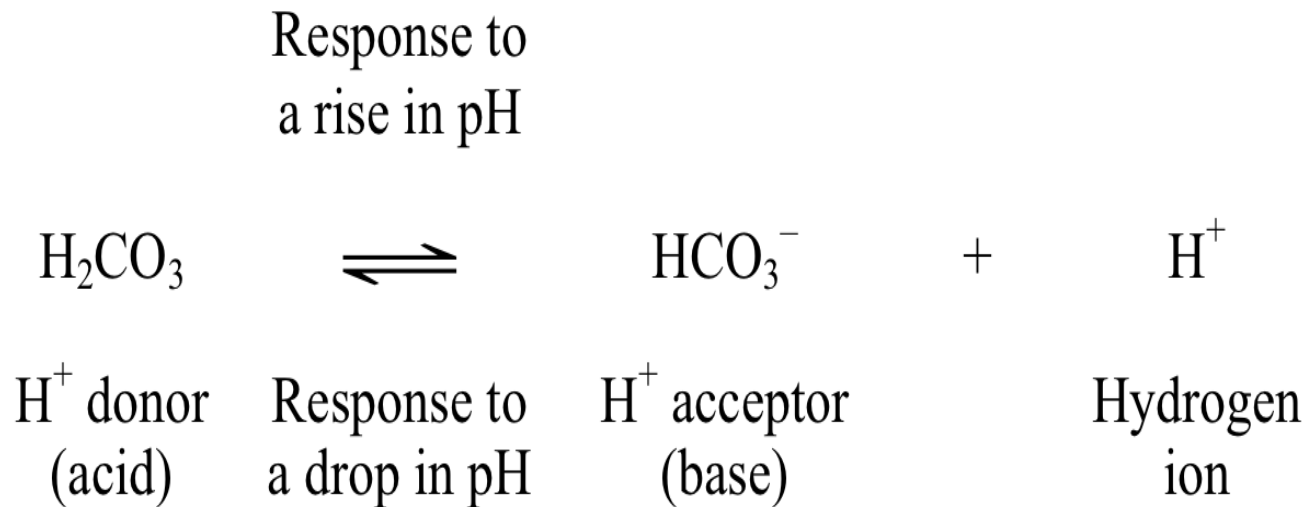 Response to
a rise in pH
H₂CO₃ ⇌ HCO₃⁻ + H⁺
H⁺ donor
(acid)
Response to
a drop in pH
H⁺ acceptor
(base)
Hydrogen
ion